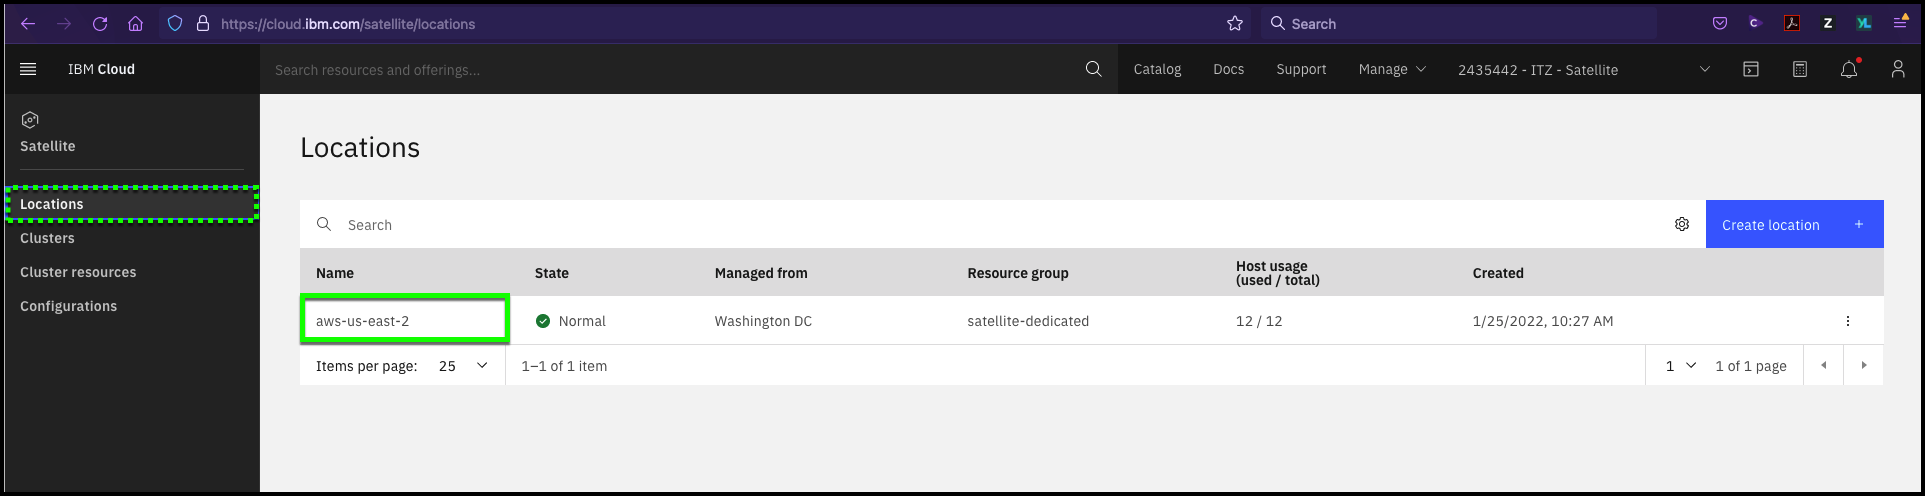 https://cloud.ibm.com/satellite/locations
Search
IBM Cloud
Search resources and offerings...
Catalog
Docs
Support
Manage
2435442 - ITZ - Satellite
Satellite
Locations
Clusters
Cluster resources
Configurations
Locations
Search
Create location +
Name State Managed from Resource group Host usage (used / total) Created
aws-us-east-2 Normal Washington DC satellite-dedicated 12 / 12 1/25/2022, 10:27 AM
Items per page: 25 1–1 of 1 item 1 1 of 1 page